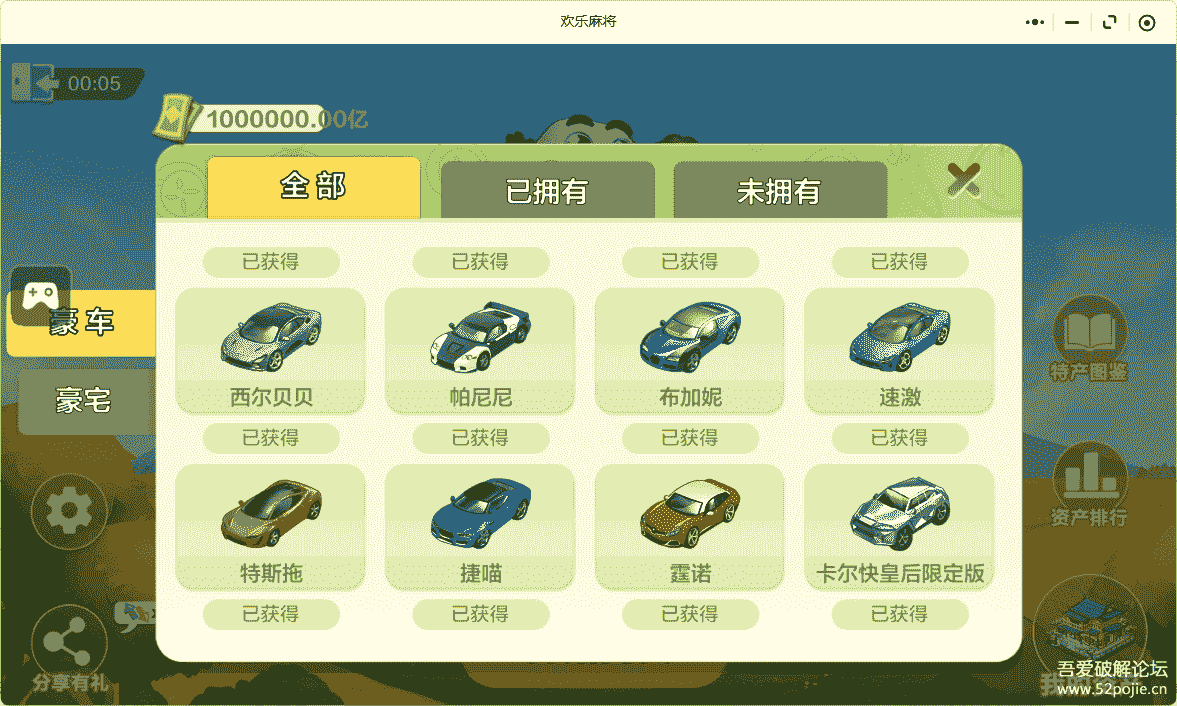 欢乐麻将
00:05
1000000.00亿
全部
已拥有
未拥有
豪车
豪宅
已获得
已获得
已获得
已获得
西尔贝贝
帕尼尼
布加妮
速激
已获得
已获得
已获得
已获得
特斯拖
捷喵
霆诺
卡尔快皇后限定版
已获得
已获得
已获得
已获得
特产图鉴
资产排行
分享有礼
吾爱破解论坛
www.52pojie.cn